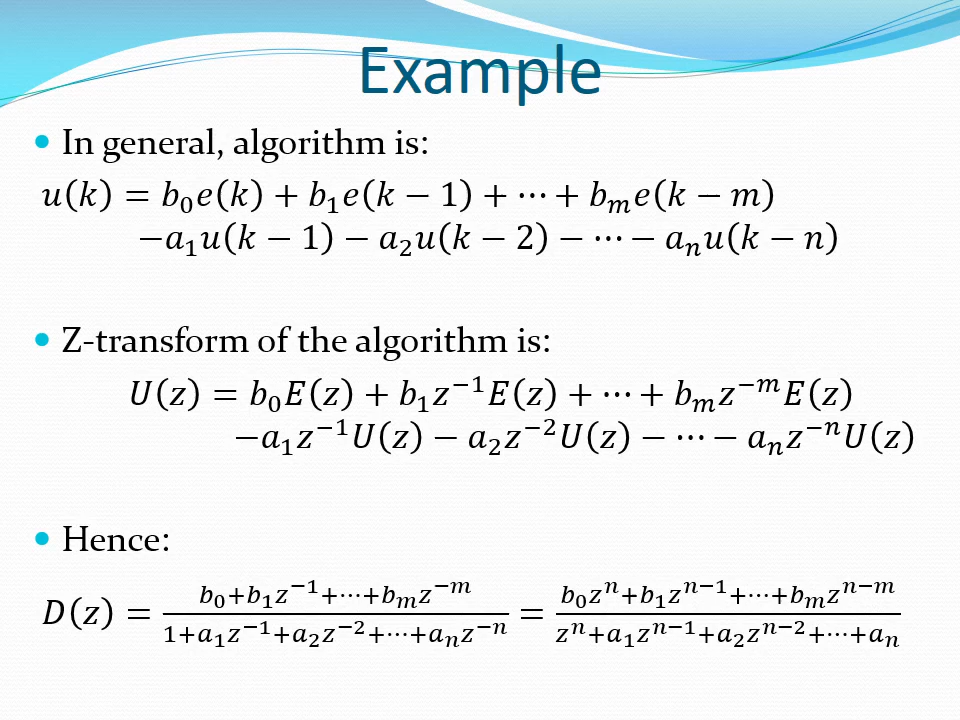 Example
• In general, algorithm is:
𝑢(𝑘) = 𝑏₀𝑒(𝑘) + 𝑏₁𝑒(𝑘 − 1) + ⋯ + 𝑏ₘ𝑒(𝑘 − 𝑚)
−𝑎₁𝑢(𝑘 − 1) − 𝑎₂𝑢(𝑘 − 2) − ⋯ − 𝑎ₙ𝑢(𝑘 − 𝑛)
• Z-transform of the algorithm is:
𝑈(𝑧) = 𝑏₀𝐸(𝑧) + 𝑏₁𝑧⁻¹𝐸(𝑧) + ⋯ + 𝑏ₘ𝑧⁻ᵐ𝐸(𝑧)
−𝑎₁𝑧⁻¹𝑈(𝑧) − 𝑎₂𝑧⁻²𝑈(𝑧) − ⋯ − 𝑎ₙ𝑧⁻ⁿ𝑈(𝑧)
• Hence:
𝐷(𝑧) = (𝑏₀+𝑏₁𝑧⁻¹+⋯+𝑏ₘ𝑧⁻ᵐ)/(1+𝑎₁𝑧⁻¹+𝑎₂𝑧⁻²+⋯+𝑎ₙ𝑧⁻ⁿ) = (𝑏₀𝑧ⁿ+𝑏₁𝑧ⁿ⁻¹+⋯+𝑏ₘ𝑧ⁿ⁻ᵐ)/(𝑧ⁿ+𝑎₁𝑧ⁿ⁻¹+𝑎₂𝑧ⁿ⁻²+⋯+𝑎ₙ)